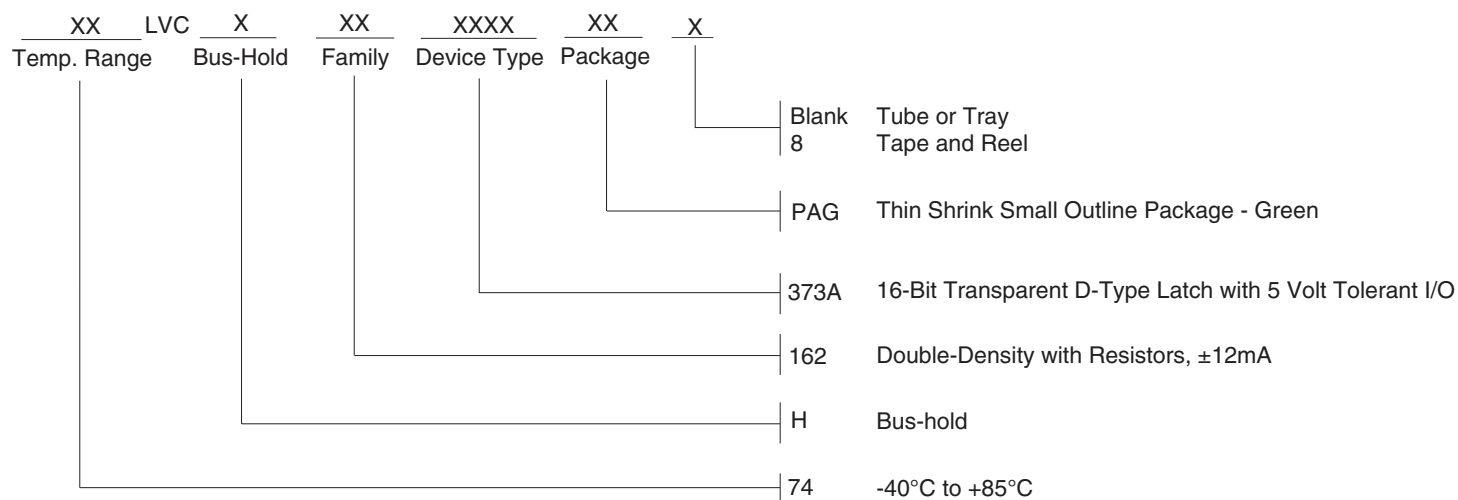 XX LVC X XX XXXX XX X
Temp. Range Bus-Hold Family Device Type Package
Blank Tube or Tray
8 Tape and Reel
PAG Thin Shrink Small Outline Package - Green
373A 16-Bit Transparent D-Type Latch with 5 Volt Tolerant I/O
162 Double-Density with Resistors, ±12mA
H Bus-hold
74 -40°C to +85°C